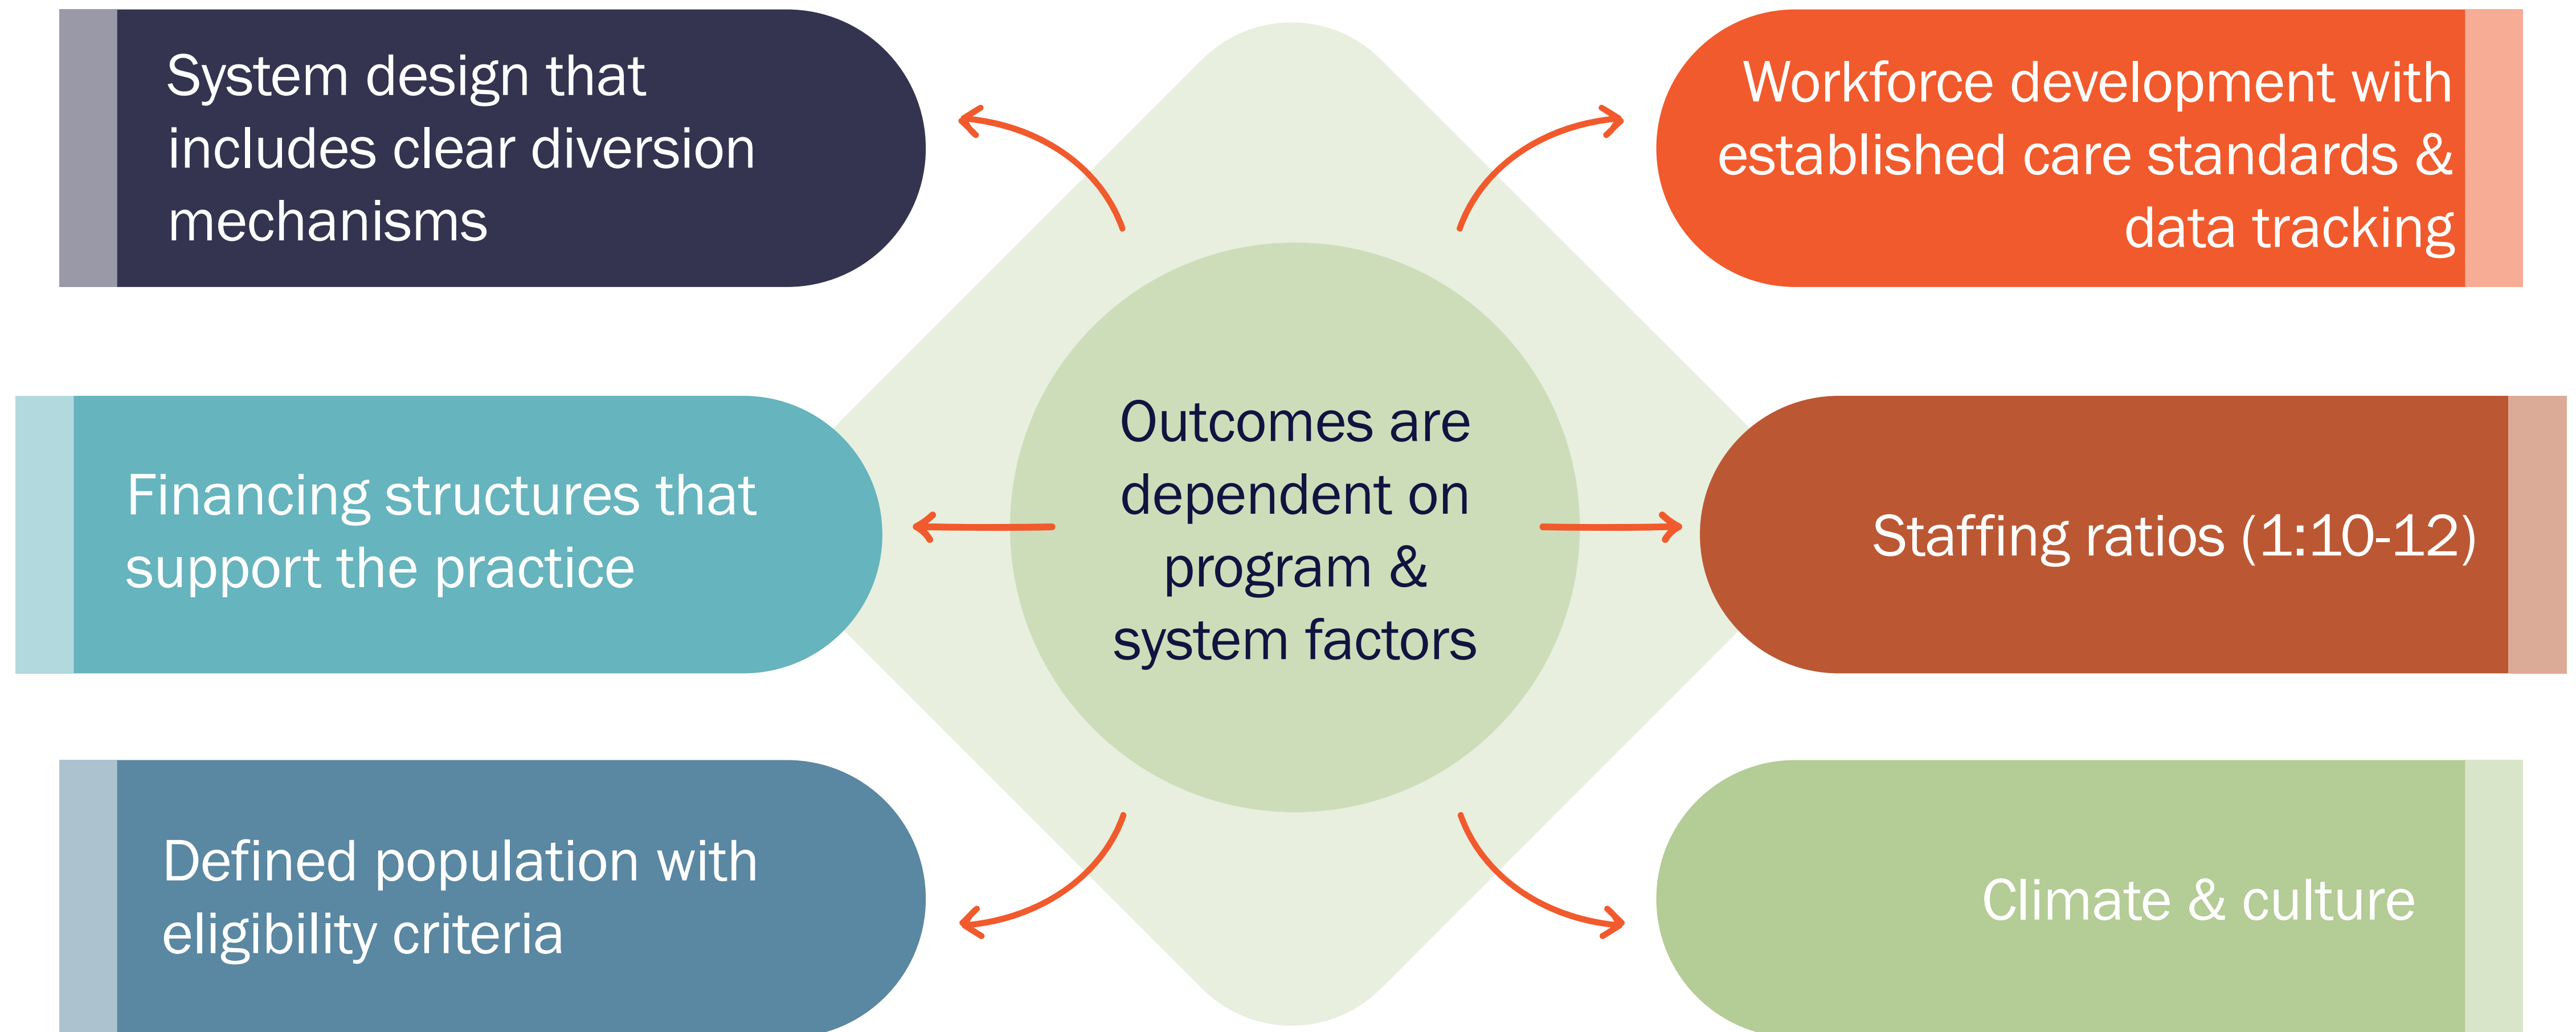 System design that
includes clear diversion
mechanisms
Workforce development with
established care standards &
data tracking
Financing structures that
support the practice
Outcomes are
dependent on
program &
system factors
Staffing ratios (1:10-12)
Defined population with
eligibility criteria
Climate & culture